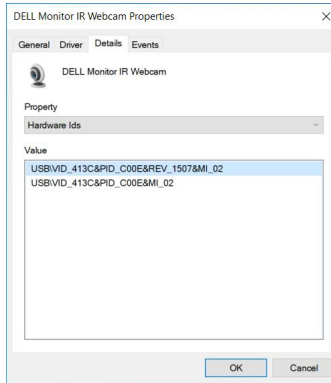 DELL Monitor IR Webcam Properties
General Driver Details Events
DELL Monitor IR Webcam
Property
Hardware Ids
Value
USB\VID_413C&PID_C00E&REV_1507&MI_02
USB\VID_413C&PID_C00E&MI_02
OK Cancel